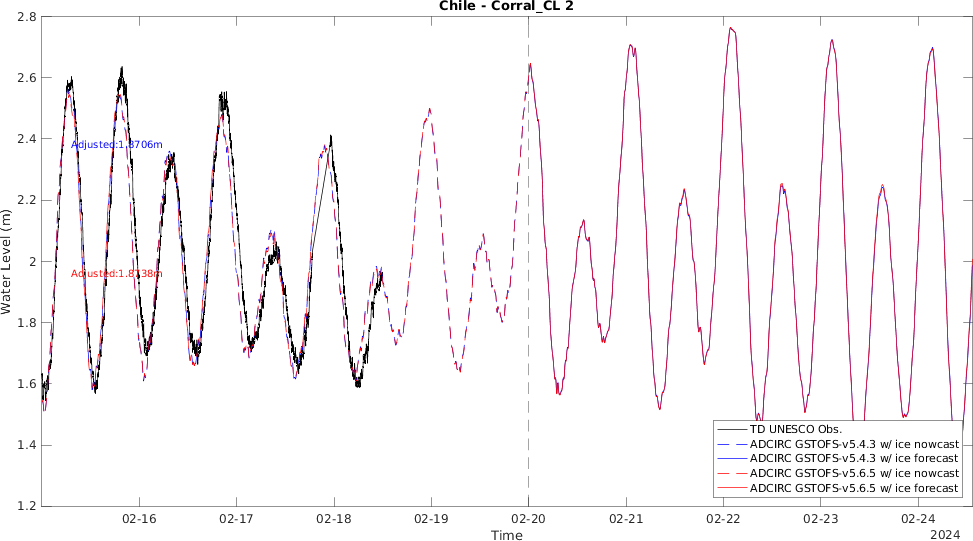 Chile - Corral_CL 2
2.8
2.6
2.4
2.2
2
1.8
1.6
1.4
1.2
Water Level (m)
Adjusted:1.8706m
Adjusted:1.8738m
TD UNESCO Obs.
ADCIRC GSTOFS-v5.4.3 w/ ice nowcast
ADCIRC GSTOFS-v5.4.3 w/ ice forecast
ADCIRC GSTOFS-v5.6.5 w/ ice nowcast
ADCIRC GSTOFS-v5.6.5 w/ ice forecast
02-16 02-17 02-18 02-19 02-20 02-21 02-22 02-23 02-24
Time
2024